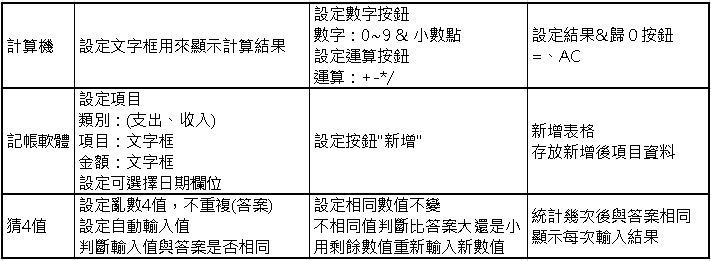 計算機
設定文字框用來顯示計算結果
設定數字按鈕
數字：0~9 & 小數點
設定運算按鈕
運算：+-*/
設定結果&歸０按鈕
=、AC
記帳軟體
設定項目
類別：(支出、收入)
項目：文字框
金額：文字框
設定可選擇日期欄位
設定按鈕"新增"
新增表格
存放新增後項目資料
猜4值
設定亂數4值，不重複(答案)
設定自動輸入值
判斷輸入值與答案是否相同
設定相同數值不變
不相同值判斷比答案大還是小
用剩餘數值重新輸入新數值
統計幾次後與答案相同
顯示每次輸入結果